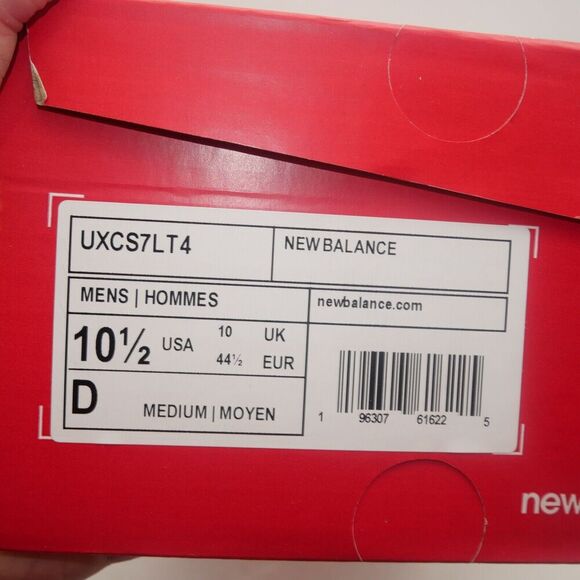 UXCS7LT4
NEW BALANCE
MENS | HOMMES
newbalance.com
10½ USA 10 UK
44½ EUR
D MEDIUM | MOYEN
1 96307 61622 5
new